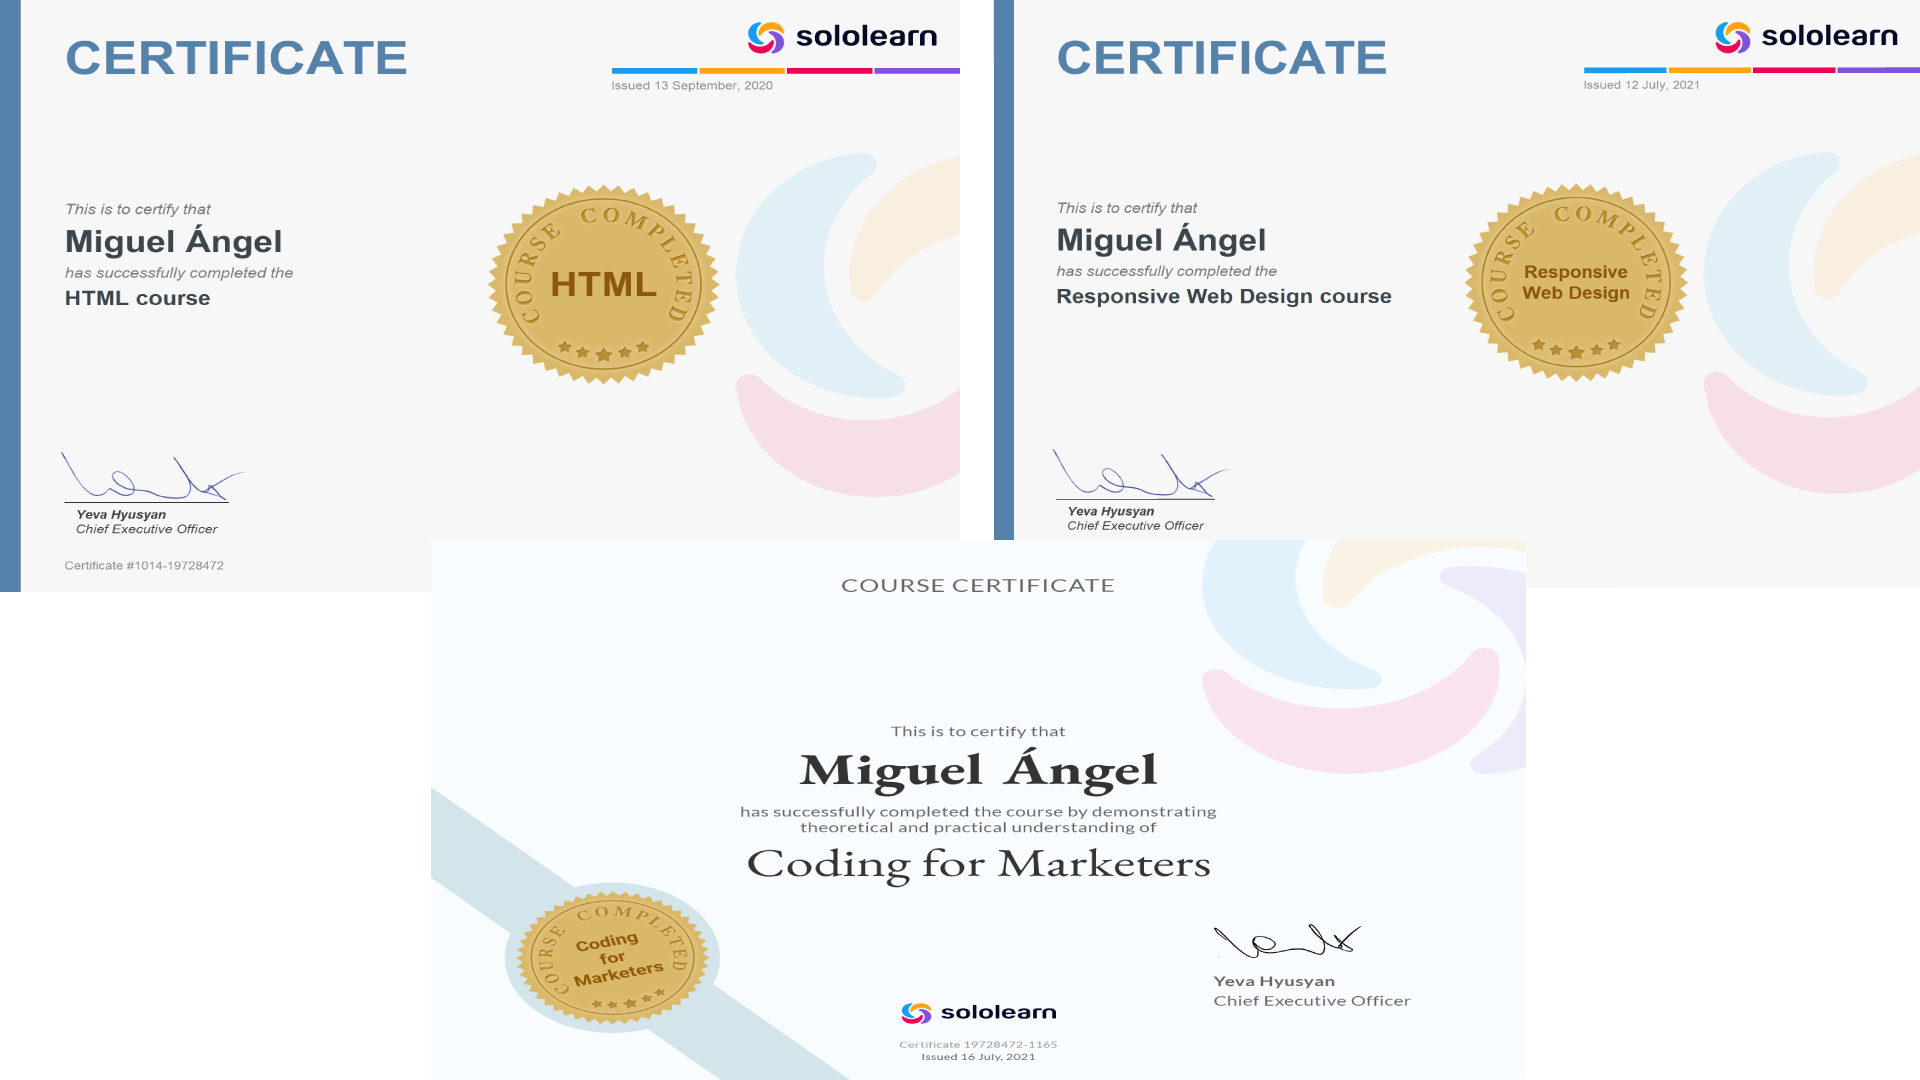 CERTIFICATE
sololearn
Issued 13 September, 2020
This is to certify that
Miguel Ángel
has successfully completed the
HTML course
COURSE COMPLETED
HTML
Yeva Hyusyan
Chief Executive Officer
Certificate #1014-19728472
CERTIFICATE
sololearn
Issued 12 July, 2021
This is to certify that
Miguel Ángel
has successfully completed the
Responsive Web Design course
COURSE COMPLETED
Responsive
Web Design
Yeva Hyusyan
Chief Executive Officer
COURSE CERTIFICATE
This is to certify that
Miguel Ángel
has successfully completed the course by demonstrating
theoretical and practical understanding of
Coding for Marketers
COURSE COMPLETED
Coding
for
Marketers
Yeva Hyusyan
Chief Executive Officer
sololearn
Certificate 19728472-1165
Issued 16 July, 2021